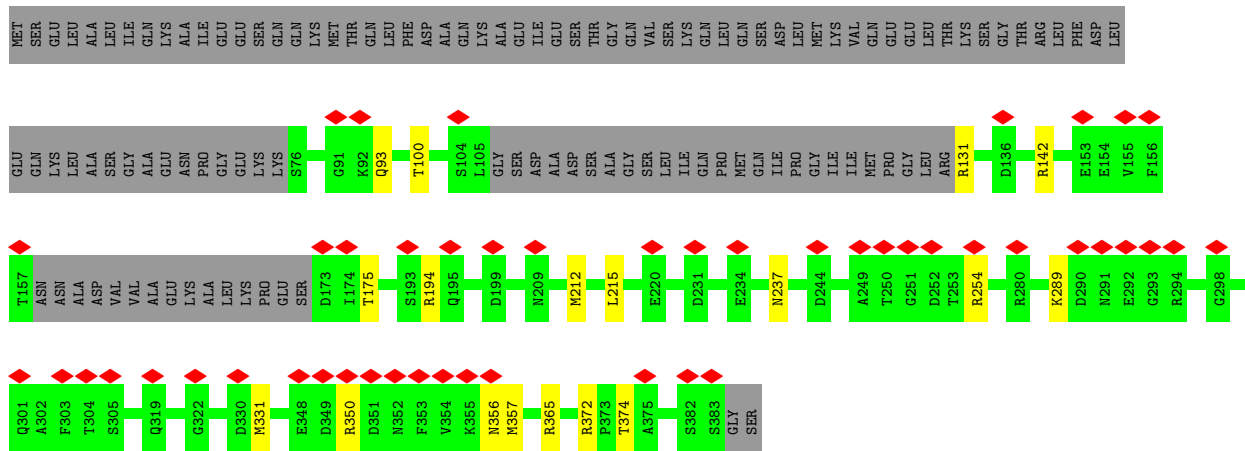 MET SER GLU LEU ALA LEU ILE GLN LYS ALA ILE GLU GLU SER GLN GLN LYS MET THR GLN LEU PHE ASP ALA GLN LYS ALA GLU ILE GLU SER THR GLY GLN VAL SER LYS GLN LEU GLN SER ASP LEU MET LYS VAL GLN GLU GLU LEU THR LYS SER GLY THR ARG LEU PHE ASP LEU
GLU GLN LYS LEU ALA SER GLY ALA GLU ASN PRO GLY GLU LYS LYS S76 G91 K92 Q93 T100 S104 L105 GLY SER ASP ALA ASP SER ALA GLY SER LEU ILE GLN PRO MET GLN ILE PRO GLY ILE ILE MET PRO GLY LEU ARG R131 D136 R142 E153 E154 V155 F156
T157 ASN ASN ALA ASP VAL VAL ALA GLU LYS ALA LEU LYS PRO GLU SER D173 I174 T175 S193 R194 Q195 D199 N209 M212 L215 E220 D231 E234 N237 D244 A249 T250 G251 D252 T253 R254 R280 K289 D290 N291 E292 G293 R294 G298
Q301 A302 F303 T304 S305 Q319 G322 D330 M331 E348 D349 R350 D351 N352 F353 V354 K355 N356 M357 R365 R372 P373 T374 A375 S382 S383 GLY SER